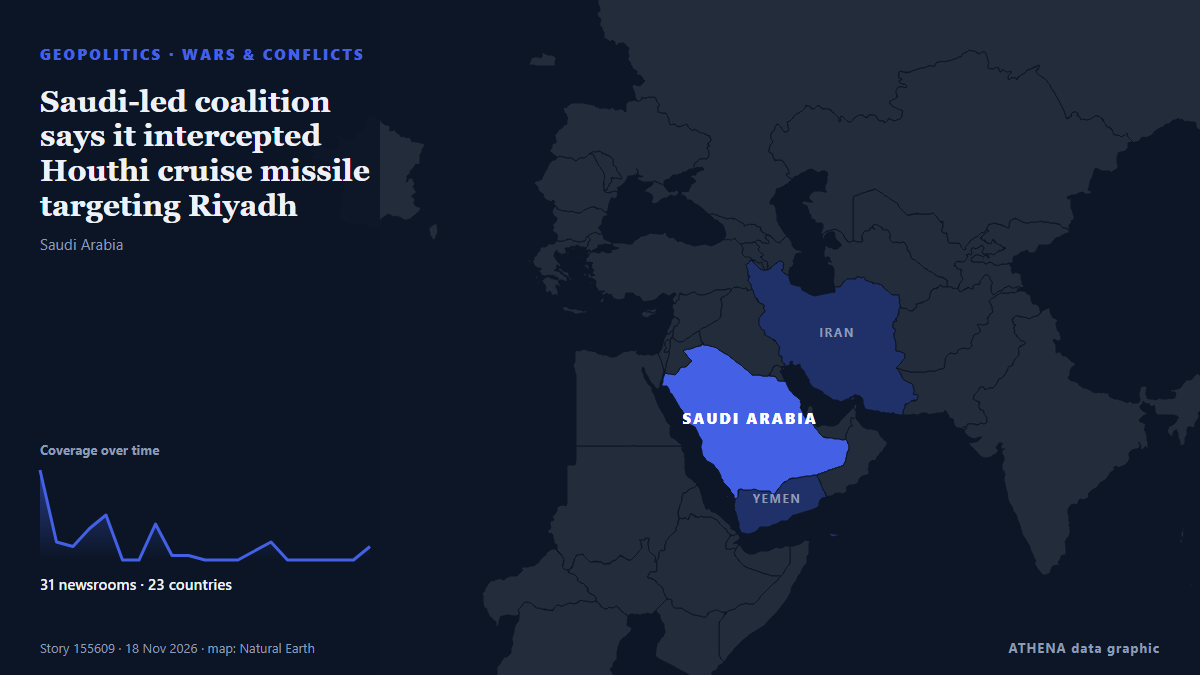 GEOPOLITICS · WARS & CONFLICTS
Saudi-led coalition
says it intercepted
Houthi cruise missile
targeting Riyadh
Saudi Arabia
IRAN
SAUDI ARABIA
YEMEN
Coverage over time
31 newsrooms · 23 countries
Story 155609 · 18 Nov 2026 · map: Natural Earth
ATHENA data graphic